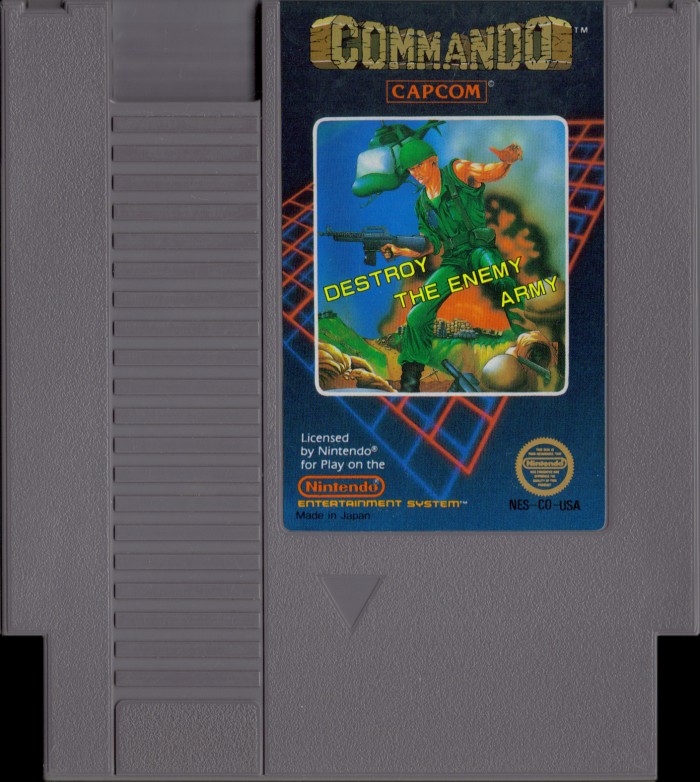 COMMANDO™
CAPCOM©
DESTROY
THE ENEMY
ARMY
Licensed
by Nintendo®
for Play on the
Nintendo®
ENTERTAINMENT SYSTEM™
Made in Japan
Nintendo
NES-CO-USA